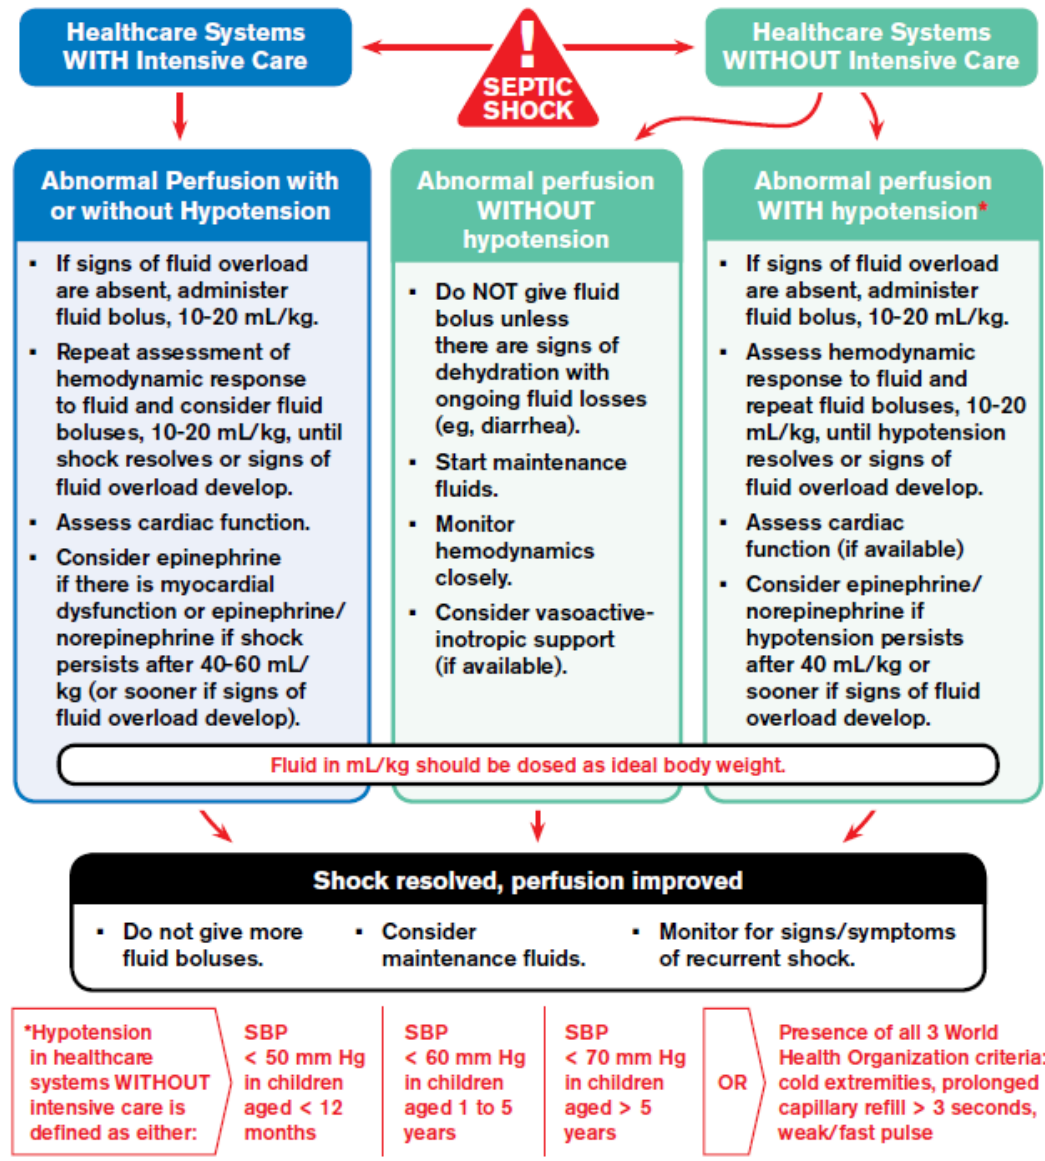 Healthcare Systems
WITH Intensive Care
!
SEPTIC
SHOCK
Healthcare Systems
WITHOUT Intensive Care
Abnormal Perfusion with
or without Hypotension
▪ If signs of fluid overload
are absent, administer
fluid bolus, 10-20 mL/kg.
▪ Repeat assessment of
hemodynamic response
to fluid and consider fluid
boluses, 10-20 mL/kg, until
shock resolves or signs of
fluid overload develop.
▪ Assess cardiac function.
▪ Consider epinephrine
if there is myocardial
dysfunction or epinephrine/
norepinephrine if shock
persists after 40-60 mL/
kg (or sooner if signs of
fluid overload develop).
Abnormal perfusion
WITHOUT
hypotension
▪ Do NOT give fluid
bolus unless
there are signs of
dehydration with
ongoing fluid losses
(eg, diarrhea).
▪ Start maintenance
fluids.
▪ Monitor
hemodynamics
closely.
▪ Consider vasoactive-
inotropic support
(if available).
Abnormal perfusion
WITH hypotension*
▪ If signs of fluid overload
are absent, administer
fluid bolus, 10-20 mL/kg.
▪ Assess hemodynamic
response to fluid and
repeat fluid boluses, 10-20
mL/kg, until hypotension
resolves or signs of
fluid overload develop.
▪ Assess cardiac
function (if available)
▪ Consider epinephrine/
norepinephrine if
hypotension persists
after 40 mL/kg or
sooner if signs of fluid
overload develop.
Fluid in mL/kg should be dosed as ideal body weight.
Shock resolved, perfusion improved
▪ Do not give more
fluid boluses.
▪ Consider
maintenance fluids.
▪ Monitor for signs/symptoms
of recurrent shock.
*Hypotension
in healthcare
systems WITHOUT
intensive care is
defined as either:
SBP
< 50 mm Hg
in children
aged < 12
months
SBP
< 60 mm Hg
in children
aged 1 to 5
years
SBP
< 70 mm Hg
in children
aged > 5
years
OR
Presence of all 3 World
Health Organization criteria:
cold extremities, prolonged
capillary refill > 3 seconds,
weak/fast pulse